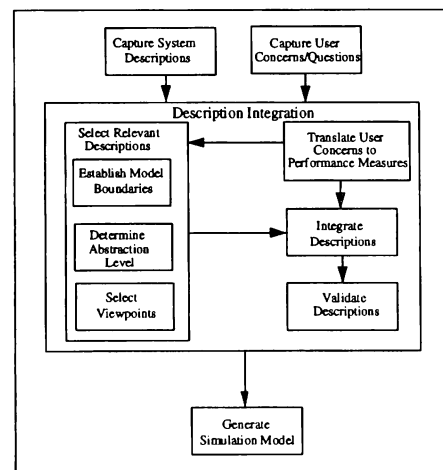 Capture System
Descriptions
Capture User
Concerns/Questions
Description Integration
Select Relevant
Descriptions
Establish Model
Boundaries
Determine Abstraction
Level
Select
Viewpoints
Translate User
Concerns to
Performance Measures
Integrate
Descriptions
Validate
Descriptions
Generate
Simulation Model